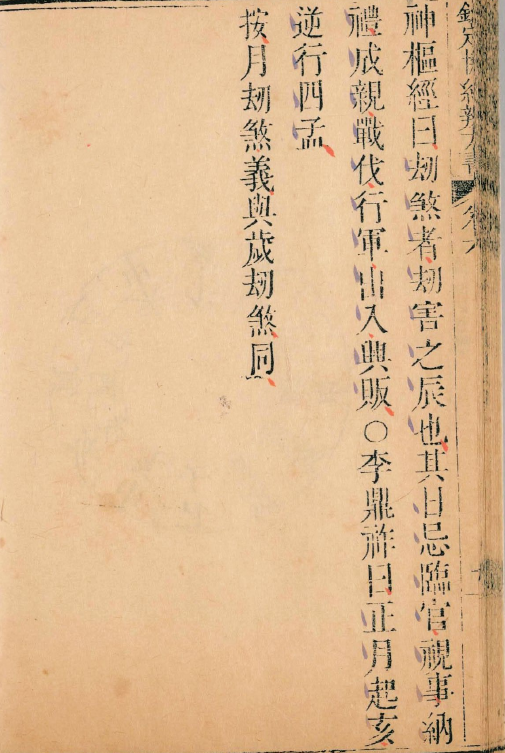 欽定協紀辨方書 卷六
神樞經曰刼煞者刼害之辰也其日忌臨官視事納
禮成親戰伐行軍出入興販○李鼎祚曰正月起亥
逆行四孟
按月刼煞義與歲刼煞同